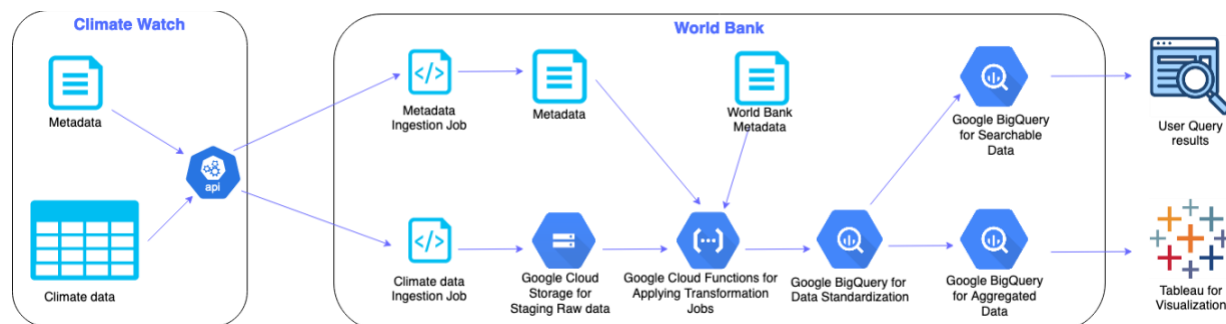 Climate Watch
Metadata
api
Climate data
World Bank
</>
Metadata
Ingestion Job
Metadata
World Bank
Metadata
Google BigQuery
for Searchable
Data
</>
Climate data
Ingestion Job
Google Cloud
Storage for
Staging Raw data
Google Cloud Functions for
Applying Transformation
Jobs
Google BigQuery for
Data Standardization
Google BigQuery
for Aggregated
Data
User Query
results
Tableau for
Visualization